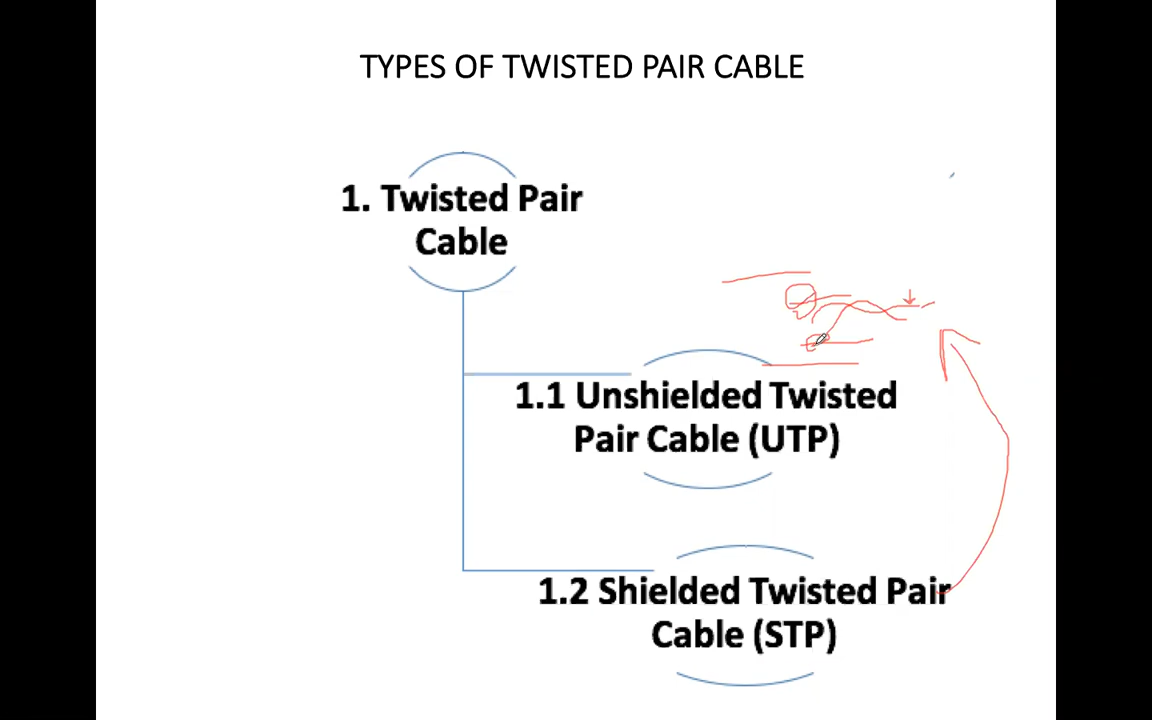 TYPES OF TWISTED PAIR CABLE
1. Twisted Pair
Cable
1.1 Unshielded Twisted
Pair Cable (UTP)
1.2 Shielded Twisted Pair
Cable (STP)